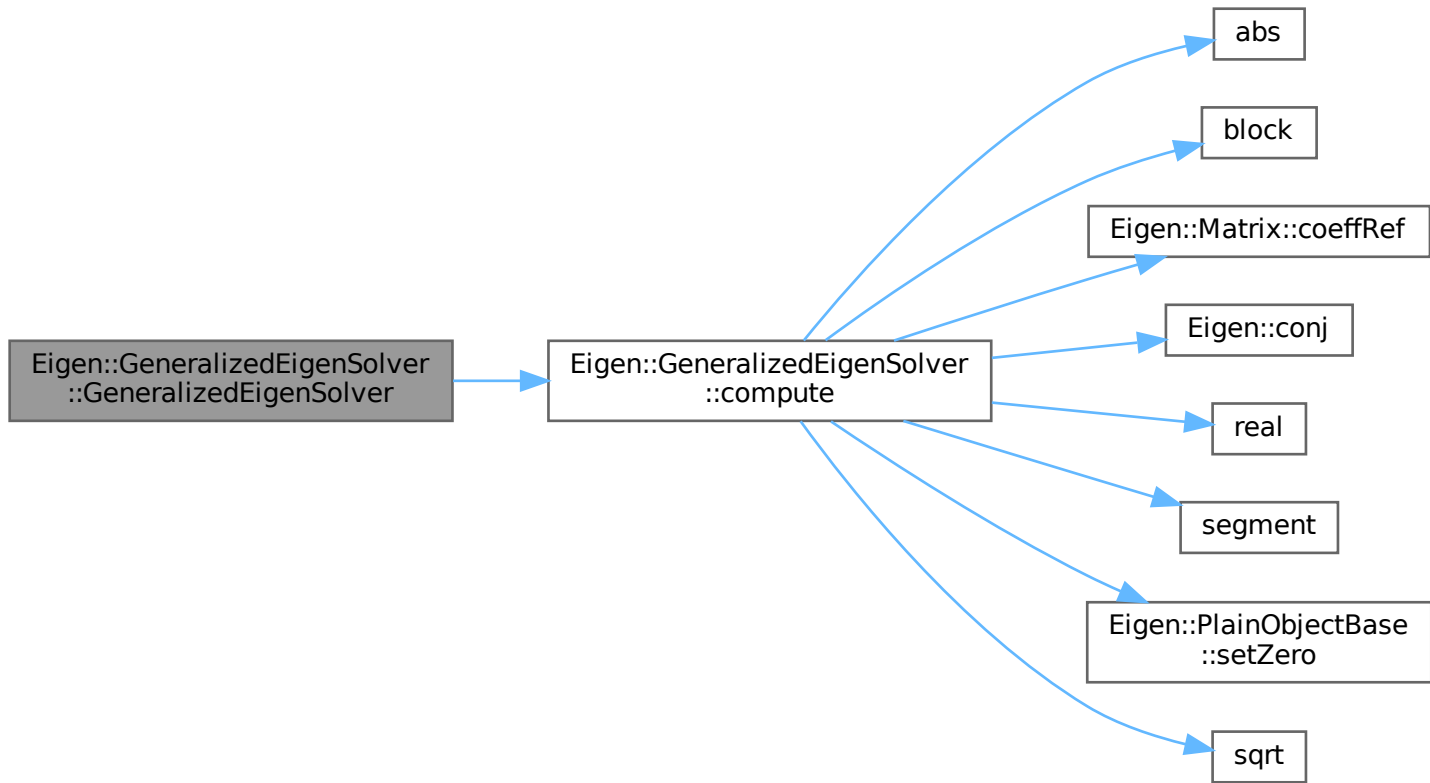 Eigen::GeneralizedEigenSolver
::GeneralizedEigenSolver
Eigen::GeneralizedEigenSolver
::compute
abs
block
Eigen::Matrix::coeffRef
Eigen::conj
real
segment
Eigen::PlainObjectBase
::setZero
sqrt